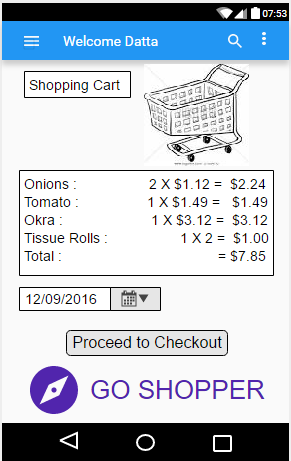 07:53
Welcome Datta
Shopping Cart
Onions : 2 X $1.12 = $2.24
Tomato : 1 X $1.49 = $1.49
Okra : 1 X $3.12 = $3.12
Tissue Rolls : 1 X 2 = $1.00
Total : = $7.85
12/09/2016
Proceed to Checkout
GO SHOPPER